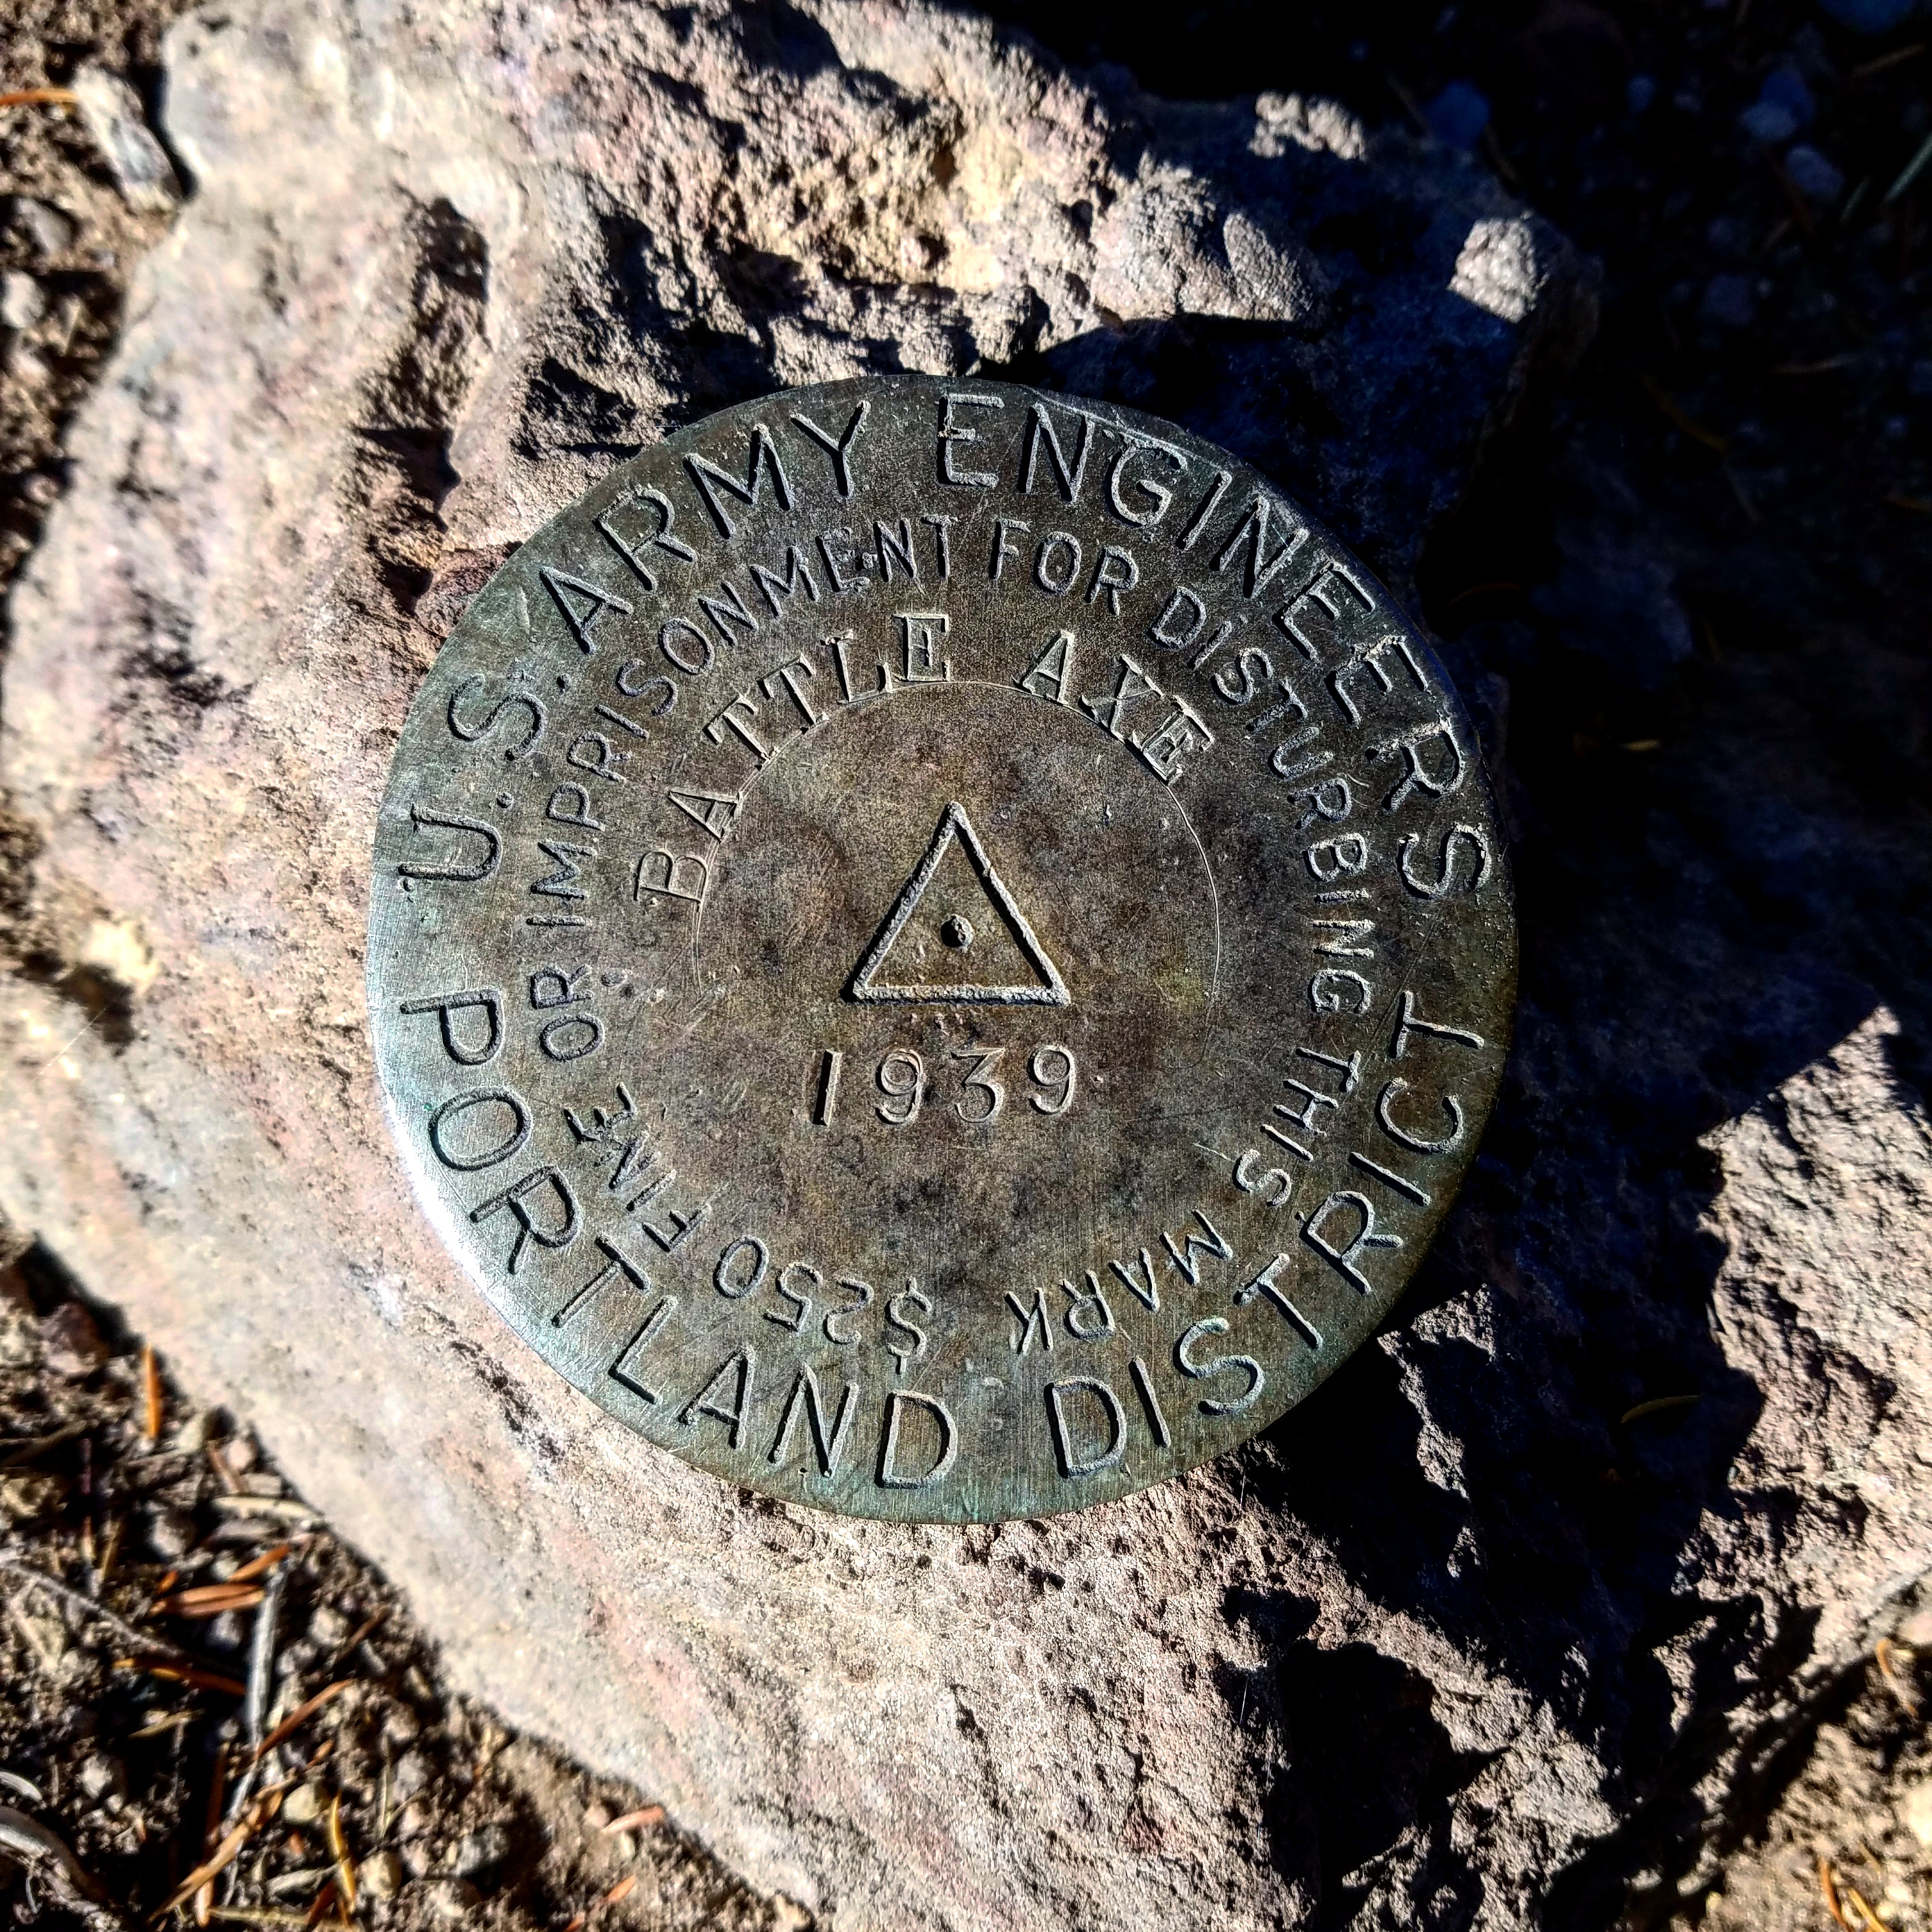 U.S. ARMY ENGINEERS
PORTLAND DISTRICT
$250 FINE OR IMPRISONMENT FOR DISTURBING THIS MARK
BATTLE AXE
1939